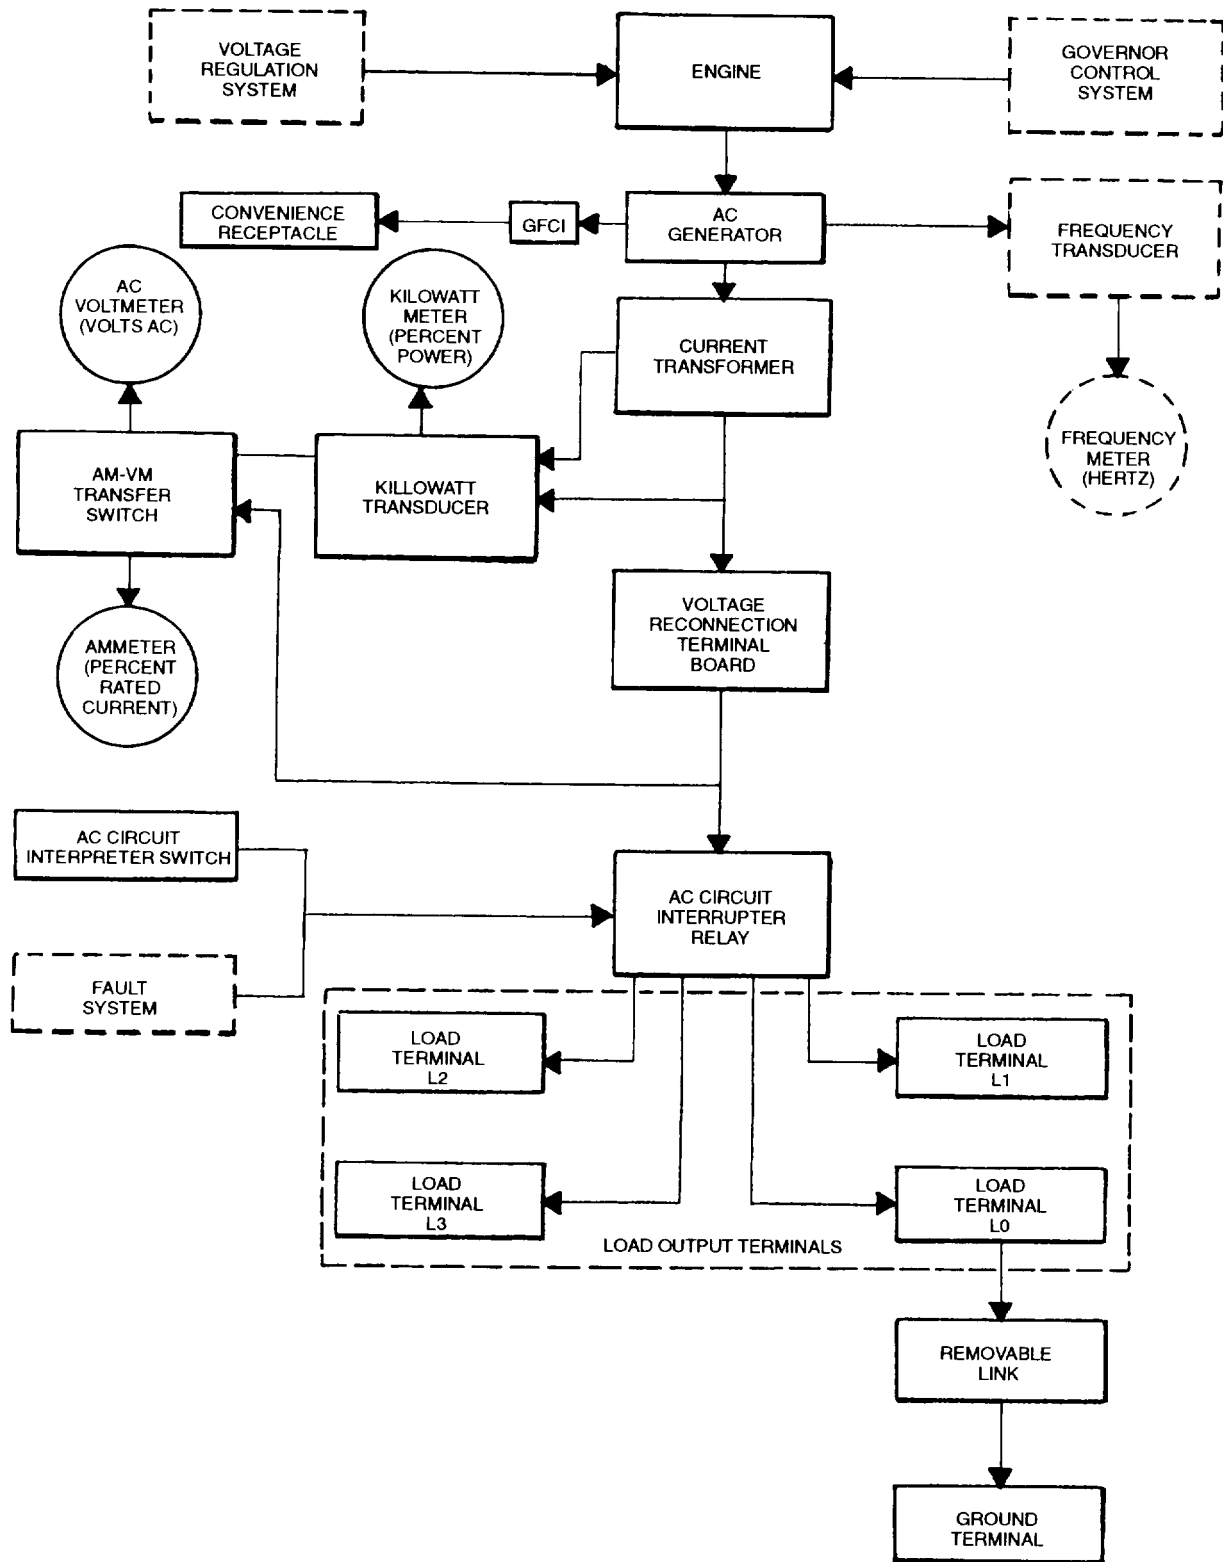 VOLTAGE
REGULATION
SYSTEM
ENGINE
GOVERNOR
CONTROL
SYSTEM
CONVENIENCE
RECEPTACLE
GFCI
AC
GENERATOR
FREQUENCY
TRANSDUCER
AC
VOLTMETER
(VOLTS AC)
KILOWATT
METER
(PERCENT
POWER)
CURRENT
TRANSFORMER
FREQUENCY
METER
(HERTZ)
AM-VM
TRANSFER
SWITCH
KILLOWATT
TRANSDUCER
VOLTAGE
RECONNECTION
TERMINAL
BOARD
AMMETER
(PERCENT
RATED
CURRENT)
AC CIRCUIT
INTERPRETER SWITCH
AC CIRCUIT
INTERRUPTER
RELAY
FAULT
SYSTEM
LOAD
TERMINAL
L2
LOAD
TERMINAL
L1
LOAD
TERMINAL
L3
LOAD
TERMINAL
L0
LOAD OUTPUT TERMINALS
REMOVABLE
LINK
GROUND
TERMINAL